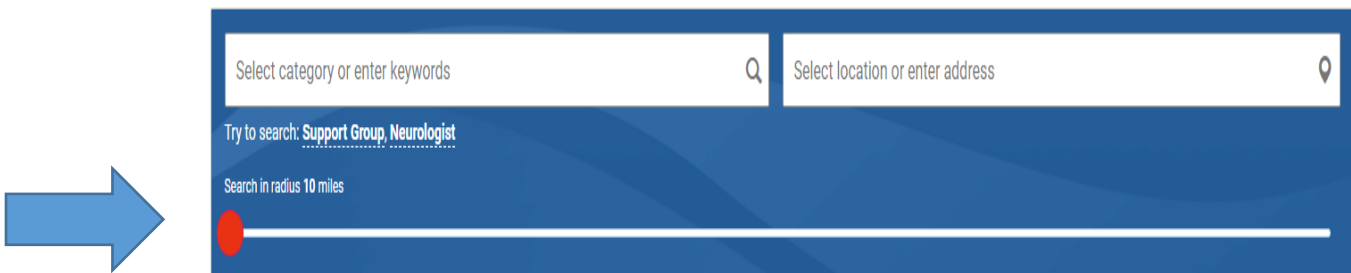 Select category or enter keywords
Select location or enter address
Try to search: Support Group, Neurologist
Search in radius 10 miles